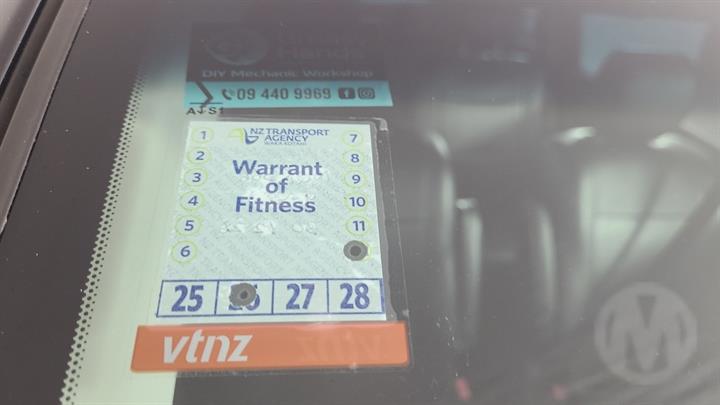 DIY Mechanic Workshop
09 440 9969
A S1
NZ TRANSPORT
AGENCY
WAKA KOTAHI
Warrant
of
Fitness
1
2
3
4
5
6
7
8
9
10
11
25 27 28
vtnz
M